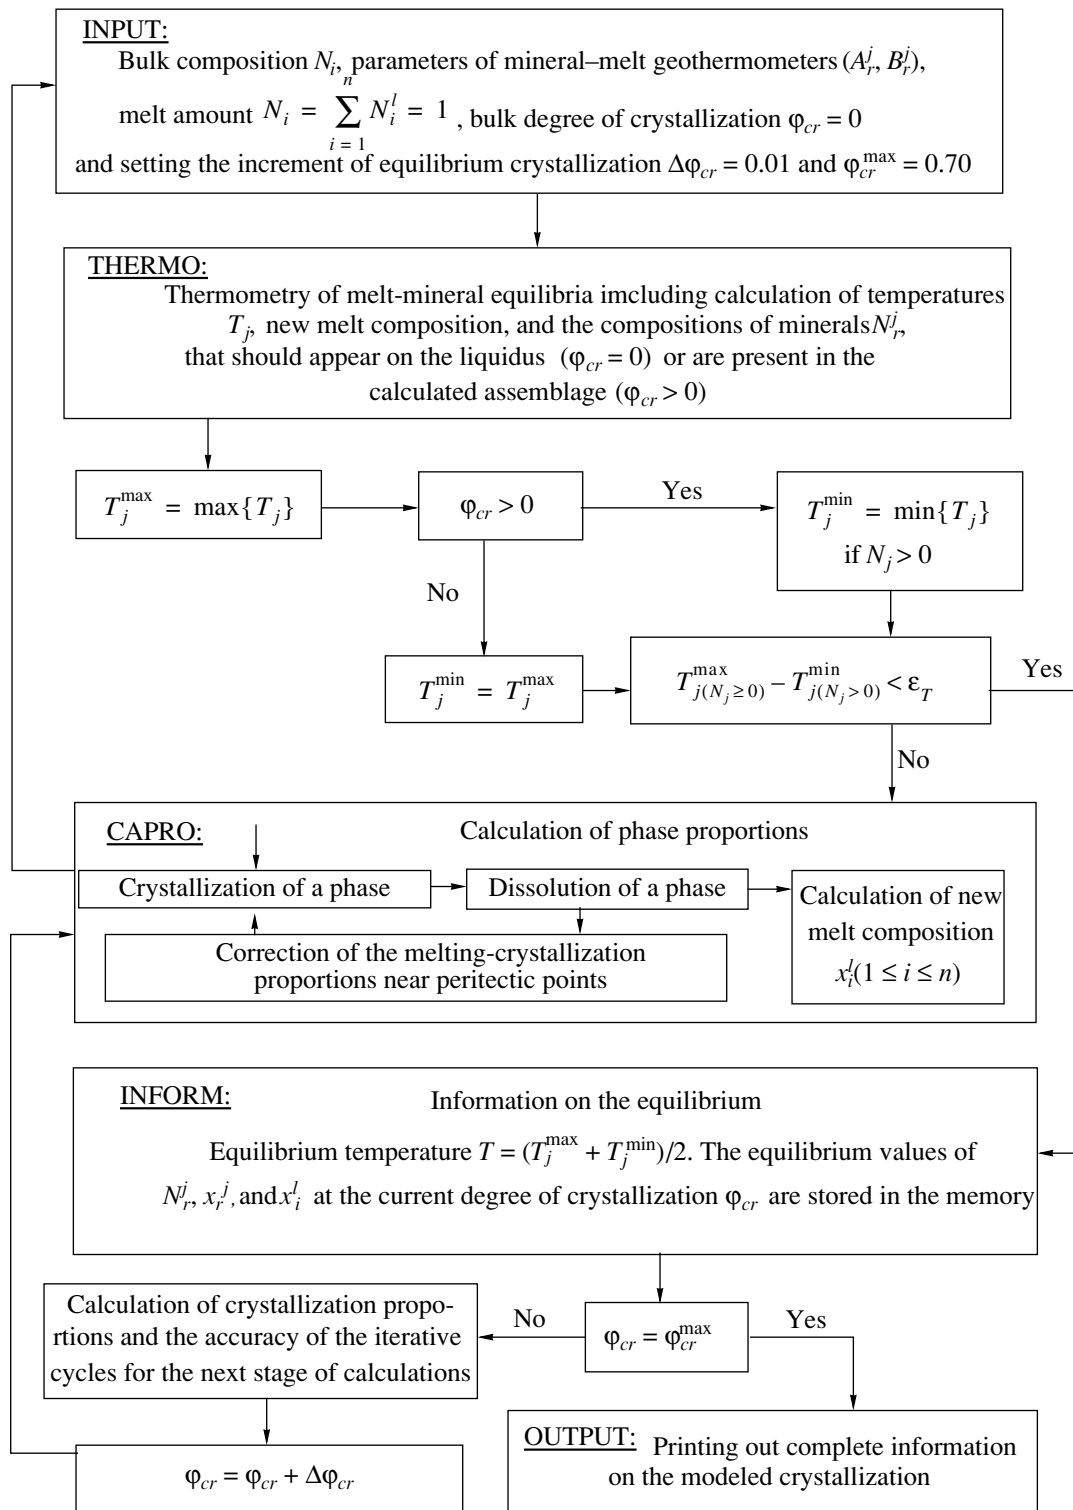 INPUT:
Bulk composition Nᵢ, parameters of mineral–melt geothermometers (A_r^j, B_r^j),
melt amount N_i = \sum_{i = 1}^{n} N_i^l = 1 , bulk degree of crystallization φ_cr = 0
and setting the increment of equilibrium crystallization Δφ_cr = 0.01 and φ_cr^max = 0.70
THERMO:
Thermometry of melt-mineral equilibria imcluding calculation of temperatures
T_j, new melt composition, and the compositions of minerals N_r^j,
that should appear on the liquidus (φ_cr = 0) or are present in the
calculated assemblage (φ_cr > 0)
T_j^max = max{T_j}
φ_cr > 0
Yes
T_j^min = min{T_j}
if N_j > 0
No
T_j^min = T_j^max
T_{j(N_j ≥ 0)}^max – T_{j(N_j > 0)}^min < ε_T
Yes
No
CAPRO:
Calculation of phase proportions
Crystallization of a phase
Dissolution of a phase
Calculation of new
melt composition
x_i^l(1 ≤ i ≤ n)
Correction of the melting-crystallization
proportions near peritectic points
INFORM:
Information on the equilibrium
Equilibrium temperature T = (T_j^max + T_j^min)/2. The equilibrium values of
N_r^j, x_r^j, and x_i^l at the current degree of crystallization φ_cr are stored in the memory
Calculation of crystallization propo-
rtions and the accuracy of the iterative
cycles for the next stage of calculations
No
φ_cr = φ_cr^max
Yes
φ_cr = φ_cr + Δφ_cr
OUTPUT: Printing out complete information
on the modeled crystallization